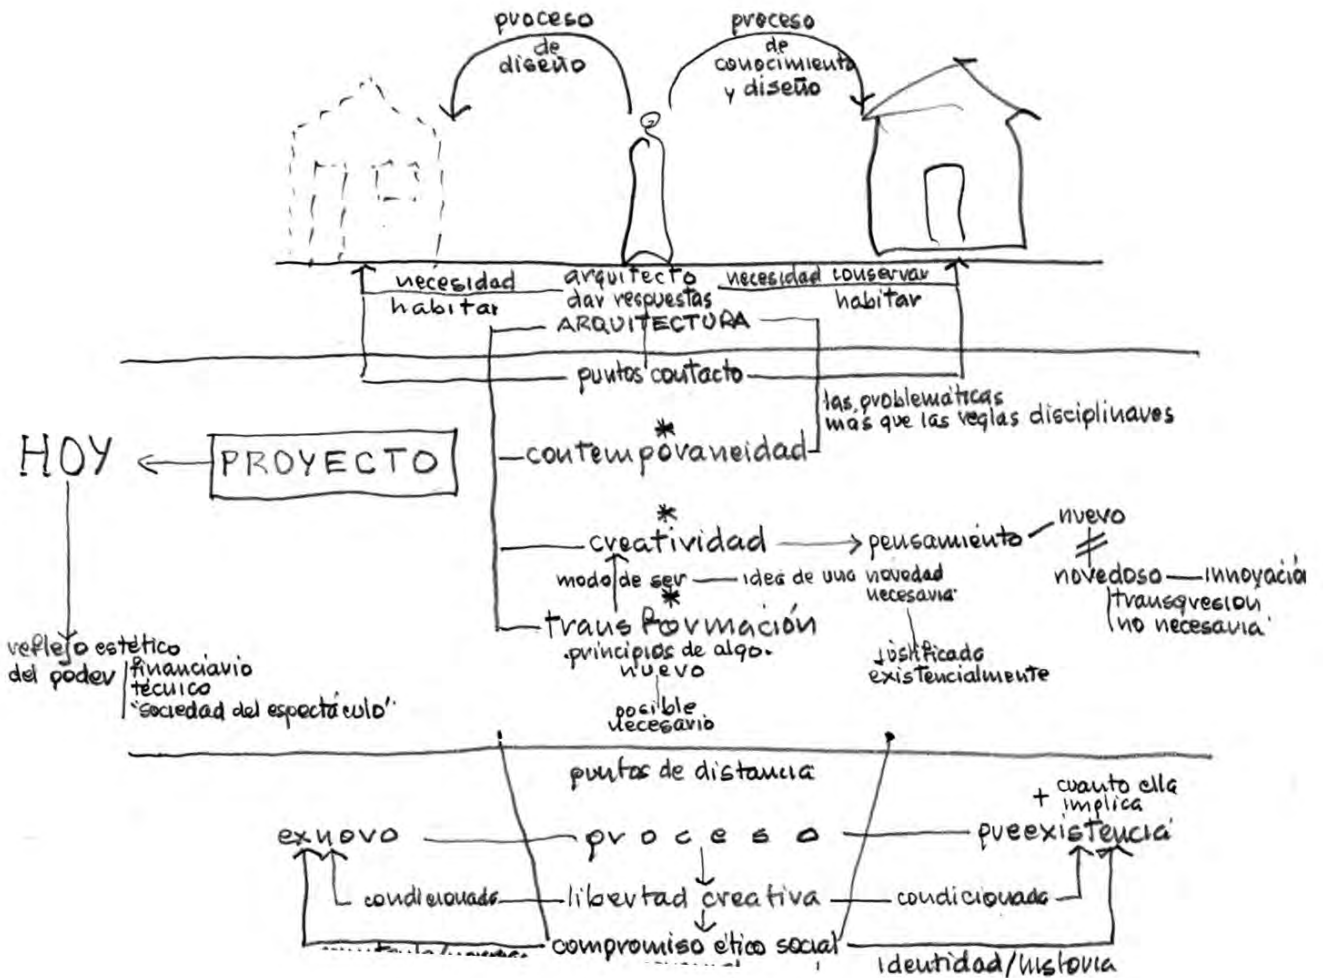 proceso
de
diseño
proceso
de
conocimiento
y diseño
necesidad
habitar
arquitecto
dar respuestas
ARQUITECTURA
necesidad conservar
habitar
puntos contacto
las problemáticas
más que las reglas disciplinares
HOY
PROYECTO
*
contemporaneidad
*
creatividad
pensamiento
nuevo
novedoso
innovació
transgresión
no necesaria
modo de ser
idea de una novedad
necesaria
*
transformación
principios de algo
nuevo
justificado
existencialmente
posible
necesario
reflejo estético
del poder
financiario
técnico
"sociedad del espectáculo"
puntos de distancia
+ cuanto ella
implica
exnovo
proceso
preexistencia
condicionada
libertad creativa
condicionada
compromiso ético social
identidad/historia